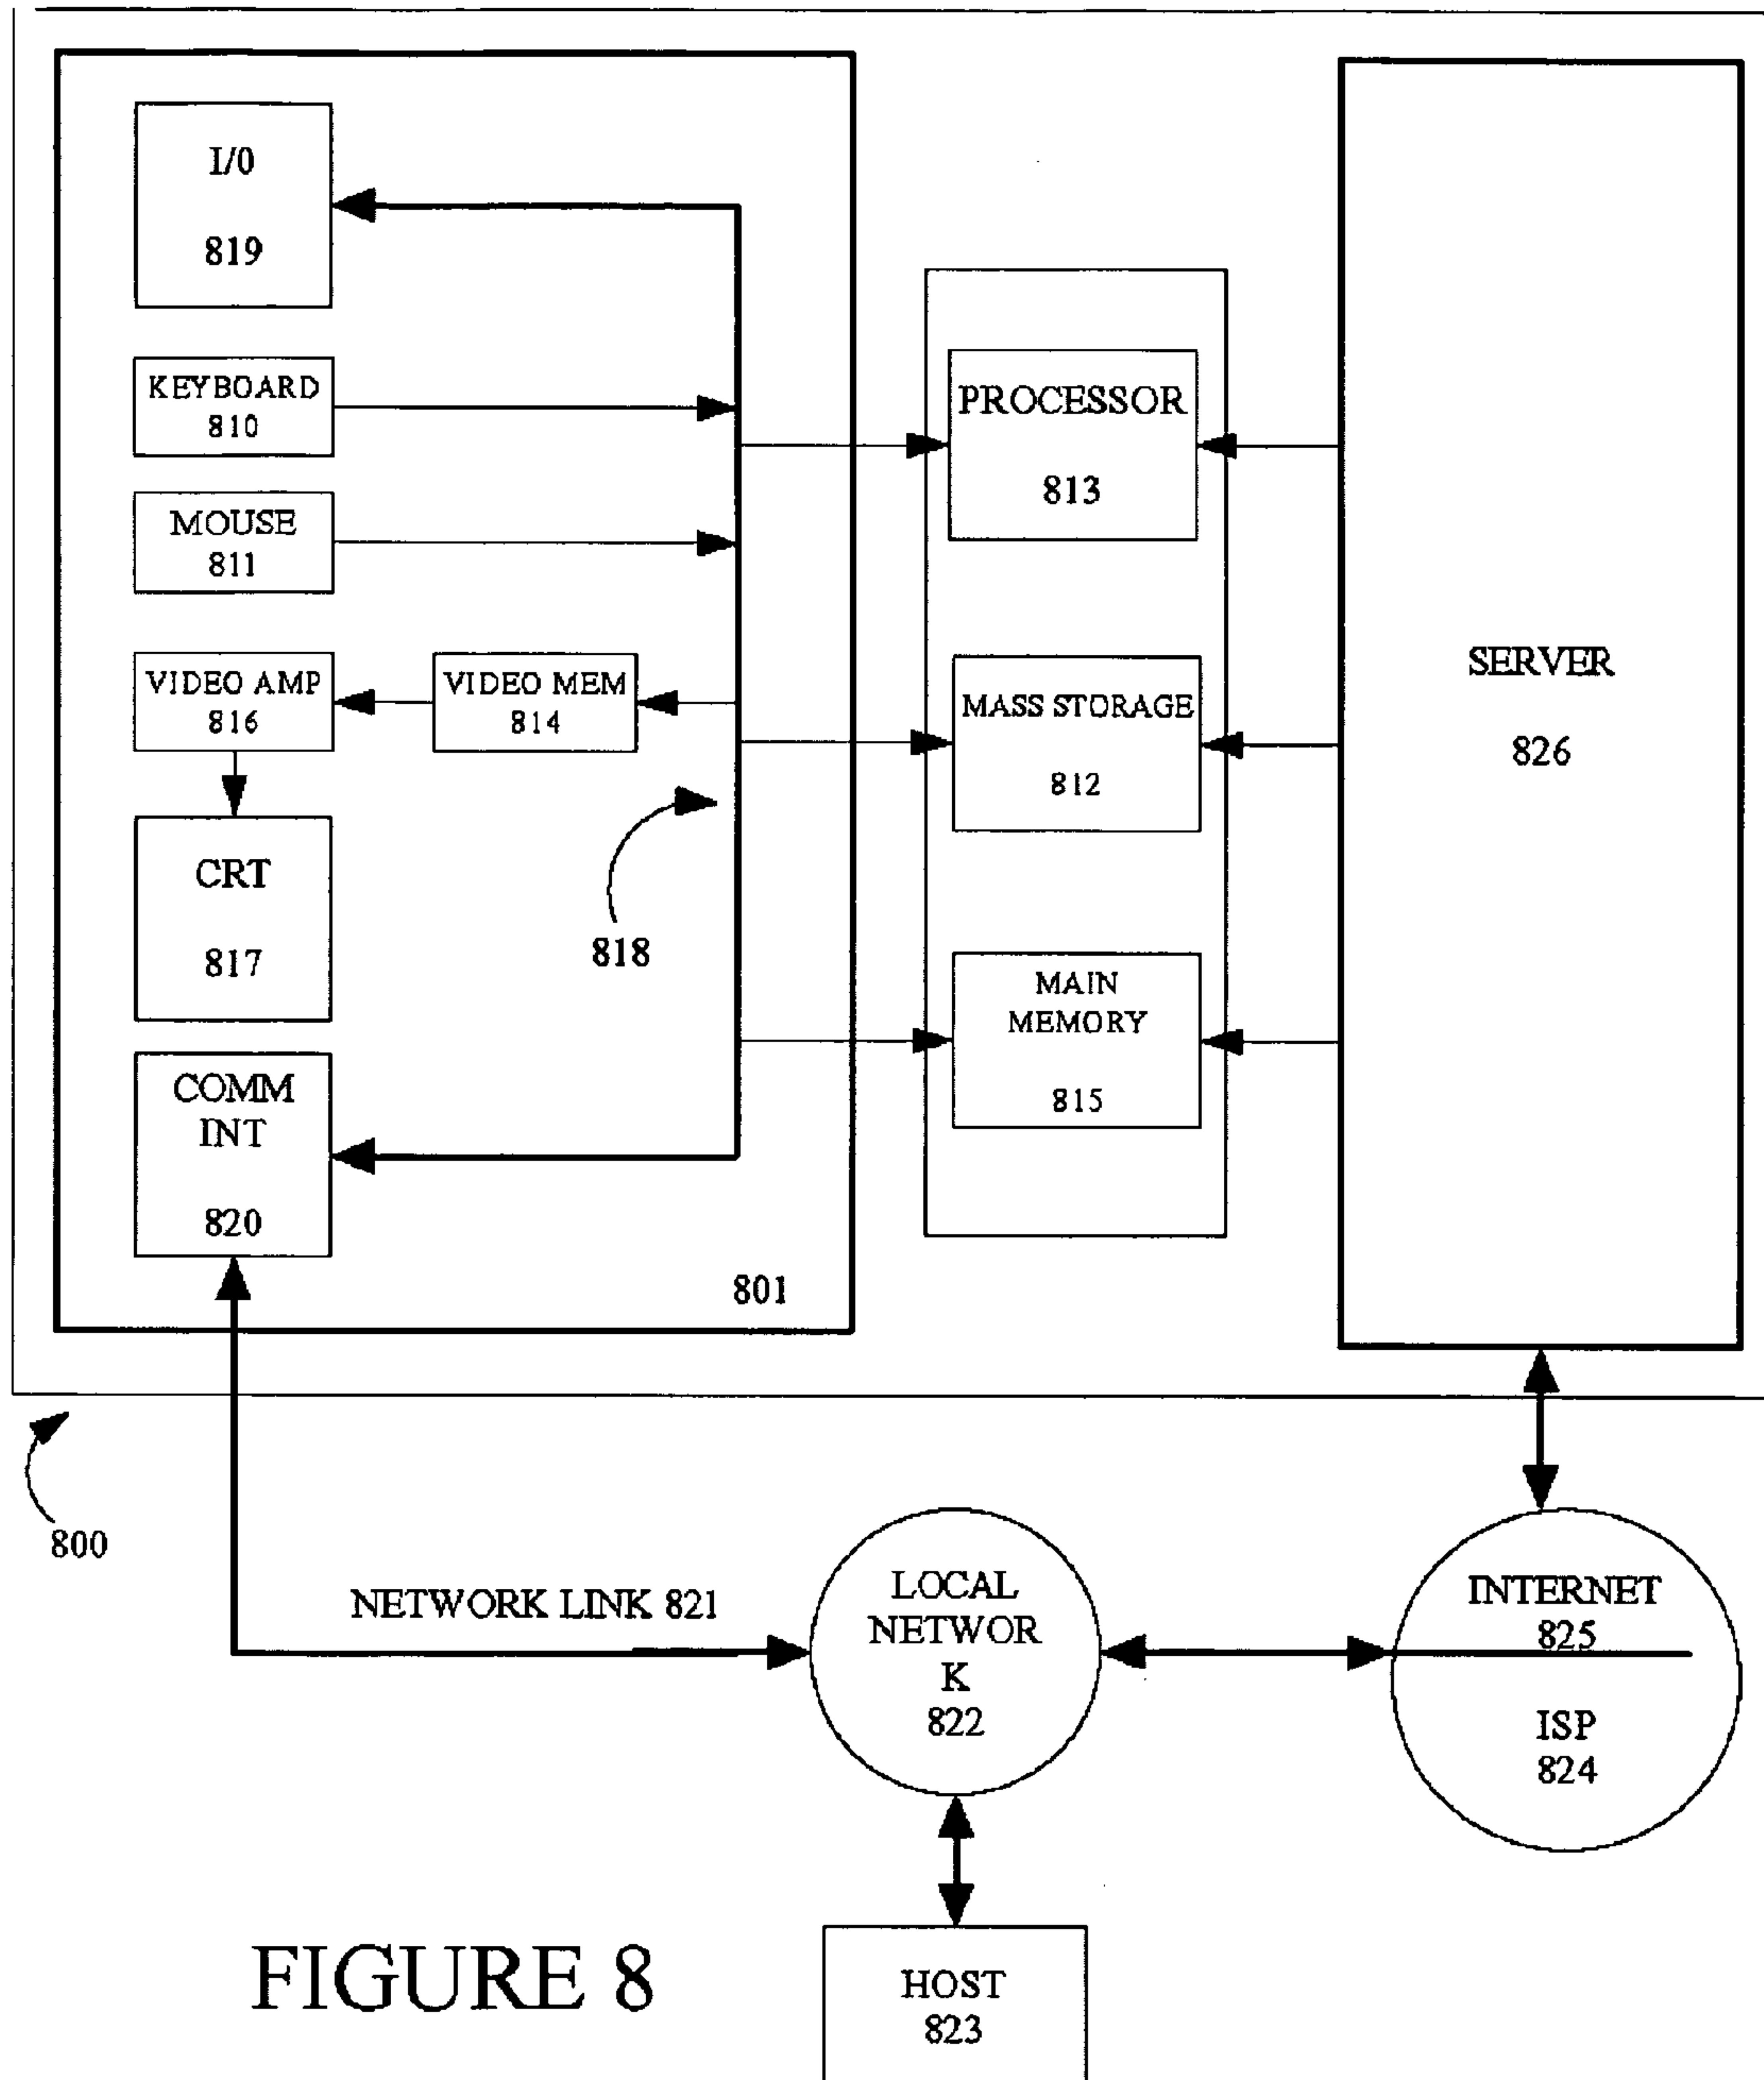 I/0
819
KEYBOARD
810
MOUSE
811
VIDEO AMP
816
VIDEO MEM
814
CRT
817
818
COMM
INT
820
801
PROCESSOR
813
MASS STORAGE
812
MAIN
MEMORY
815
SERVER
826
800
NETWORK LINK 821
LOCAL
NETWOR
K
822
INTERNET
825
ISP
824
HOST
823
FIGURE 8